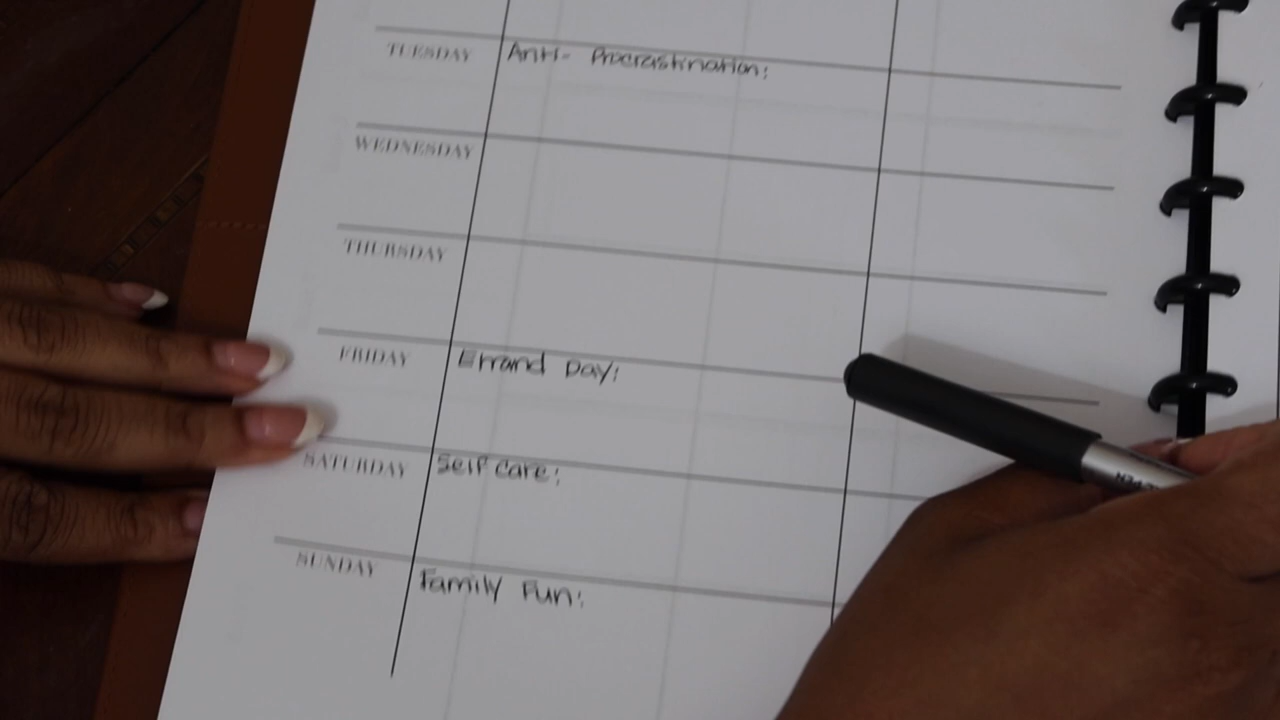 TUESDAY Anti- Procrastination:
WEDNESDAY
THURSDAY
FRIDAY Errand Day:
SATURDAY Self care:
SUNDAY Family Fun: